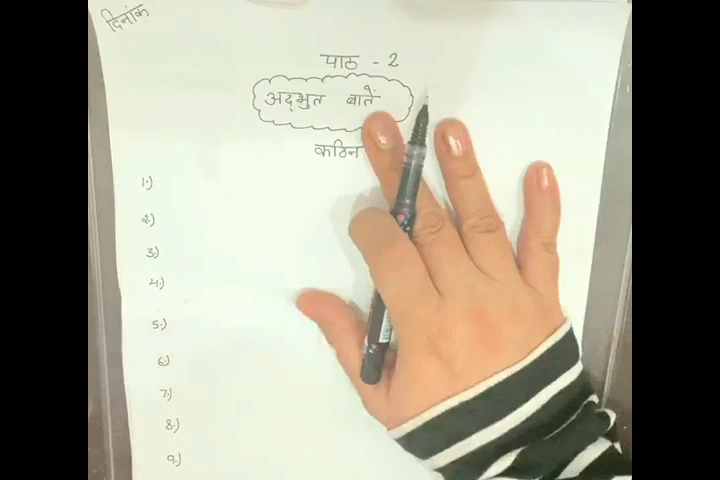 दिनांक
पाठ - 2
अद्भुत बातें
कठिन
1.)
2.)
3.)
4.)
5.)
6.)
7.)
8.)
9.)